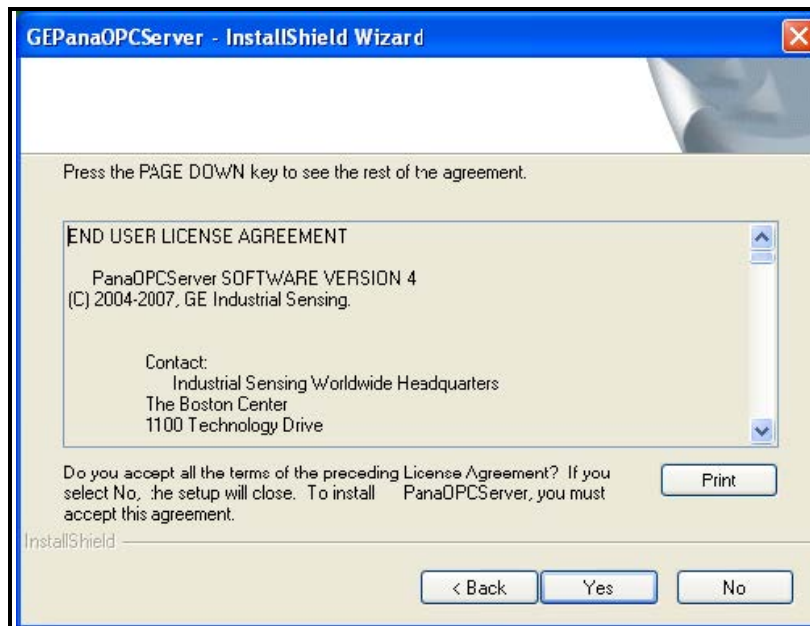 GEPanaOPCServer - InstallShield Wizard
Press the PAGE DOWN key to see the rest of the agreement.
END USER LICENSE AGREEMENT
PanaOPCServer SOFTWARE VERSION 4
(C) 2004-2007, GE Industrial Sensing.
Contact:
Industrial Sensing Worldwide Headquarters
The Boston Center
1100 Technology Drive
Do you accept all the terms of the preceding License Agreement? If you
select No, the setup will close. To install PanaOPCServer, you must
accept this agreement.
Print
InstallShield
< Back
Yes
No